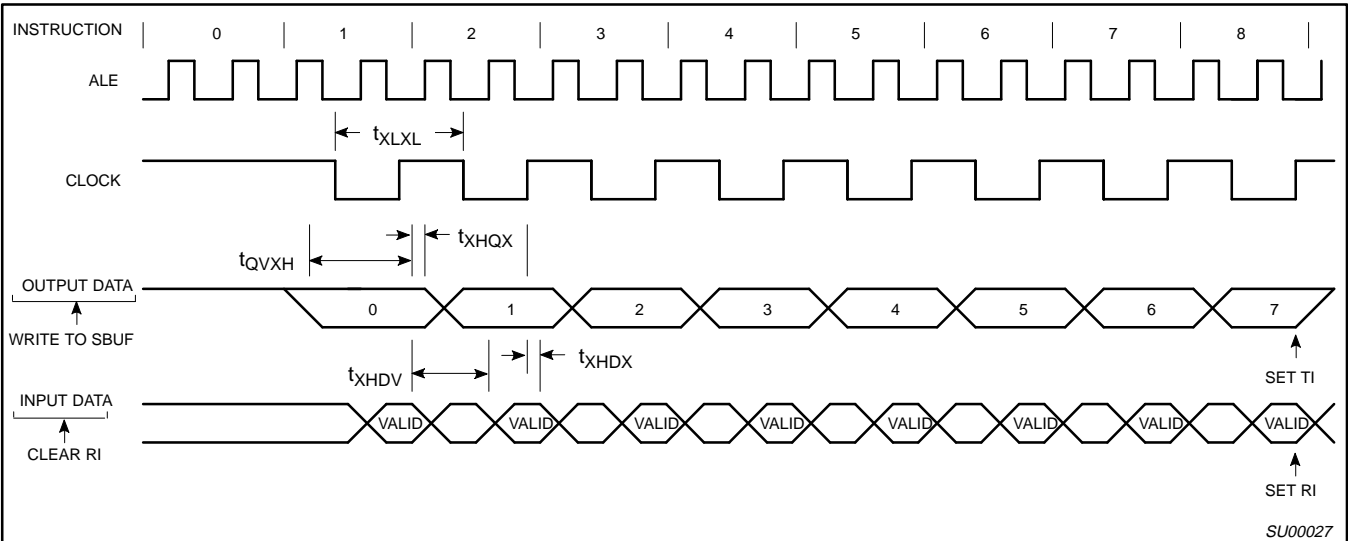 INSTRUCTION 0 1 2 3 4 5 6 7 8
ALE
tXLXL
CLOCK
tXHQX
tQVXH
OUTPUT DATA 0 1 2 3 4 5 6 7
WRITE TO SBUF
tXHDX
tXHDV
SET TI
INPUT DATA
VALID VALID VALID VALID VALID VALID VALID VALID
CLEAR RI
SET RI
SU00027